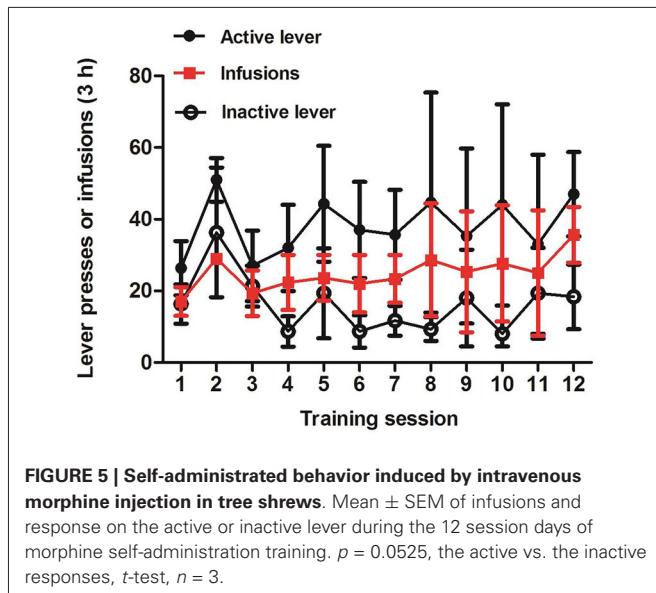 Active lever
Infusions
Inactive lever
Lever presses or infusions (3 h)
80
60
40
20
0
1 2 3 4 5 6 7 8 9 10 11 12
Training session
FIGURE 5 | Self-administrated behavior induced by intravenous
morphine injection in tree shrews. Mean ± SEM of infusions and
response on the active or inactive lever during the 12 session days of
morphine self-administration training. p = 0.0525, the active vs. the inactive
responses, t-test, n = 3.